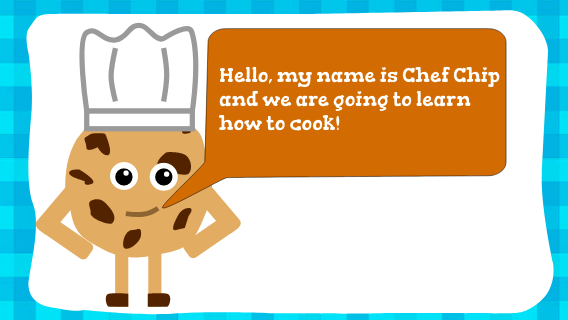 Hello, my name is Chef Chip
and we are going to learn
how to cook!